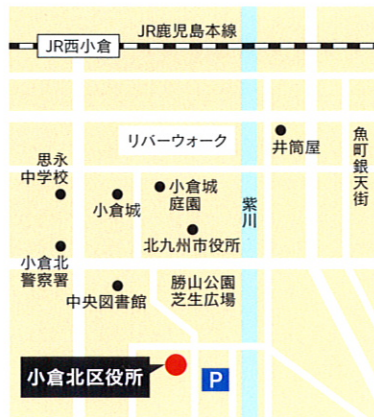 JR鹿児島本線
JR西小倉
リバーウォーク
井筒屋
魚町銀天街
思永
中学校
小倉城
小倉城
庭園
紫川
北九州市役所
小倉北
警察署
中央図書館
勝山公園
芝生広場
小倉北区役所
P